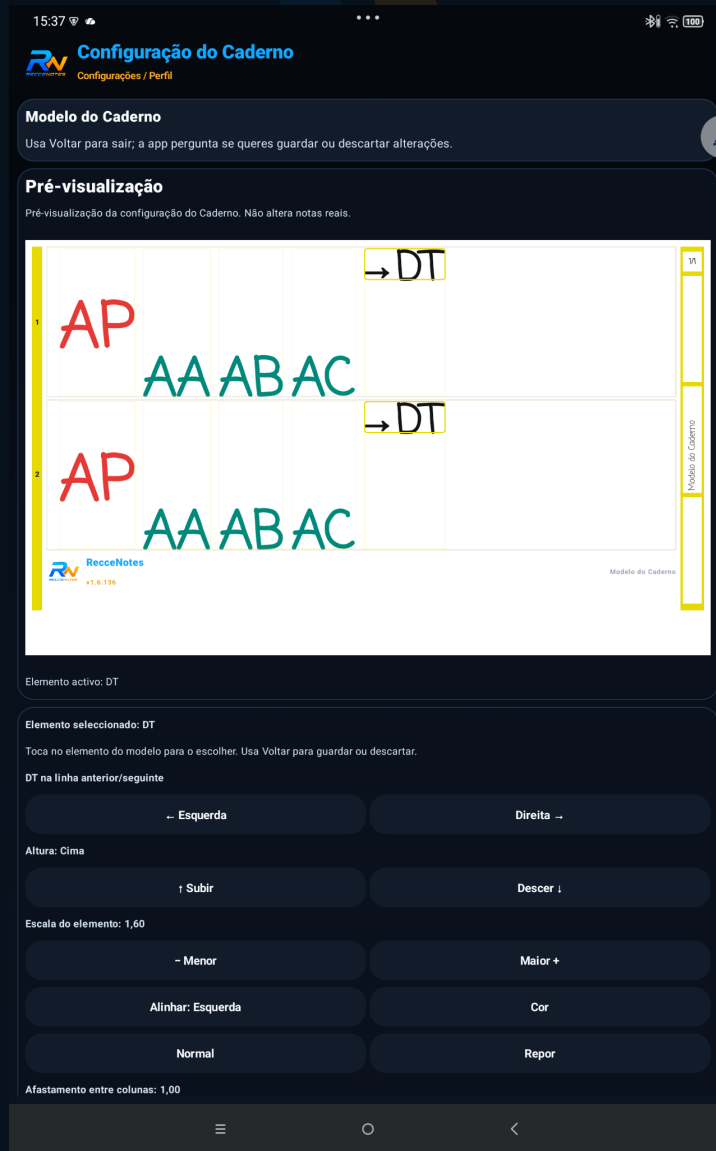 15:37
100
RN
RECCENOTES
Configuração do Caderno
Configurações / Perfil
Modelo do Caderno
Usa Voltar para sair; a app pergunta se queres guardar ou descartar alterações.
Pré-visualização
Pré-visualização da configuração do Caderno. Não altera notas reais.
→ DT
1/1
1
AP
AA AB AC
→ DT
2
AP
AA AB AC
Modelo do Caderno
RN
RECCENOTES
RecceNotes
v1.6.136
Modelo do Caderno
Elemento activo: DT
Elemento seleccionado: DT
Toca no elemento do modelo para o escolher. Usa Voltar para guardar ou descartar.
DT na linha anterior/seguinte
← Esquerda
Direita →
Altura: Cima
↑ Subir
Descer ↓
Escala do elemento: 1,60
− Menor
Maior +
Alinhar: Esquerda
Cor
Normal
Repor
Afastamento entre colunas: 1,00